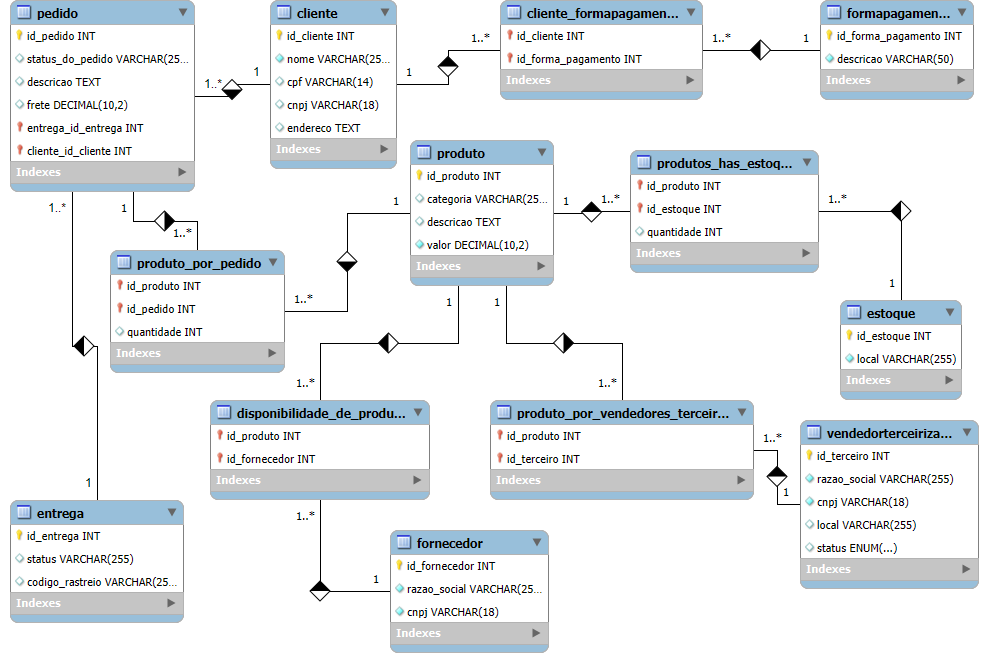 pedido
id_pedido INT
status_do_pedido VARCHAR(25...
descricao TEXT
frete DECIMAL(10,2)
entrega_id_entrega INT
cliente_id_cliente INT
Indexes
1..*
1
cliente
id_cliente INT
nome VARCHAR(25...
cpf VARCHAR(14)
cnpj VARCHAR(18)
endereco TEXT
Indexes
1
1..*
cliente_formapagamen...
id_cliente INT
id_forma_pagamento INT
Indexes
1..*
1
formapagamen...
id_forma_pagamento INT
descricao VARCHAR(50)
Indexes
produto
id_produto INT
categoria VARCHAR(25...
descricao TEXT
valor DECIMAL(10,2)
Indexes
1
1..*
produtos_has_estoq...
id_produto INT
id_estoque INT
quantidade INT
Indexes
1..*
1
1..*
1
1..*
produto_por_pedido
id_produto INT
id_pedido INT
quantidade INT
Indexes
1
1..*
estoque
id_estoque INT
local VARCHAR(255)
Indexes
1
1
1..*
1..*
disponibilidade_de_produ...
id_produto INT
id_fornecedor INT
Indexes
produto_por_vendedores_terceir...
id_produto INT
id_terceiro INT
Indexes
1..*
1
vendedorterceiriza...
id_terceiro INT
razao_social VARCHAR(255)
cnpj VARCHAR(18)
local VARCHAR(255)
status ENUM(...)
Indexes
1
entrega
id_entrega INT
status VARCHAR(255)
codigo_rastreio VARCHAR(25...
Indexes
1..*
1
fornecedor
id_fornecedor INT
razao_social VARCHAR(25...
cnpj VARCHAR(18)
Indexes